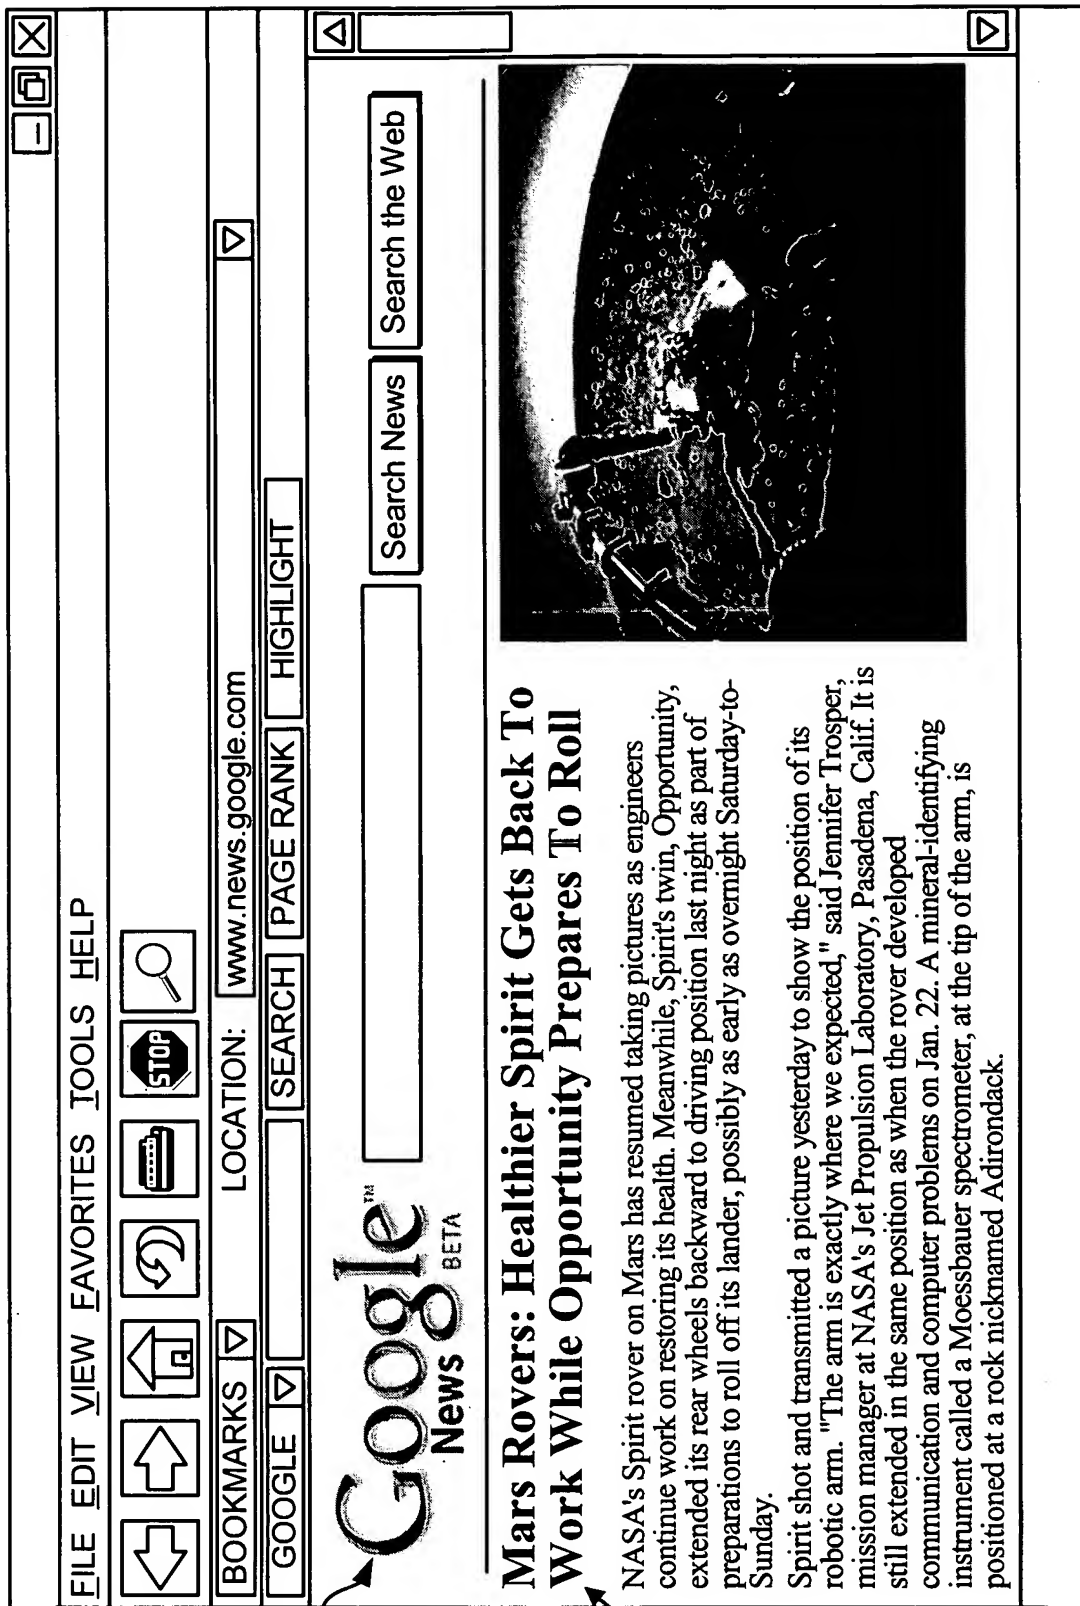 FILE EDIT VIEW FAVORITES TOOLS HELP
STOP
BOOKMARKS LOCATION: www.news.google.com
GOOGLE SEARCH PAGE RANK HIGHLIGHT
Google™ Search News Search the Web
News BETA
Mars Rovers: Healthier Spirit Gets Back To
Work While Opportunity Prepares To Roll
NASA's Spirit rover on Mars has resumed taking pictures as engineers
continue work on restoring its health. Meanwhile, Spirit's twin, Opportunity,
extended its rear wheels backward to driving position last night as part of
preparations to roll off its lander, possibly as early as overnight Saturday-to-
Sunday.
Spirit shot and transmitted a picture yesterday to show the position of its
robotic arm. "The arm is exactly where we expected," said Jennifer Trosper,
mission manager at NASA's Jet Propulsion Laboratory, Pasadena, Calif. It is
still extended in the same position as when the rover developed
communication and computer problems on Jan. 22. A mineral-identifying
instrument called a Moessbauer spectrometer, at the tip of the arm, is
positioned at a rock nicknamed Adirondack.